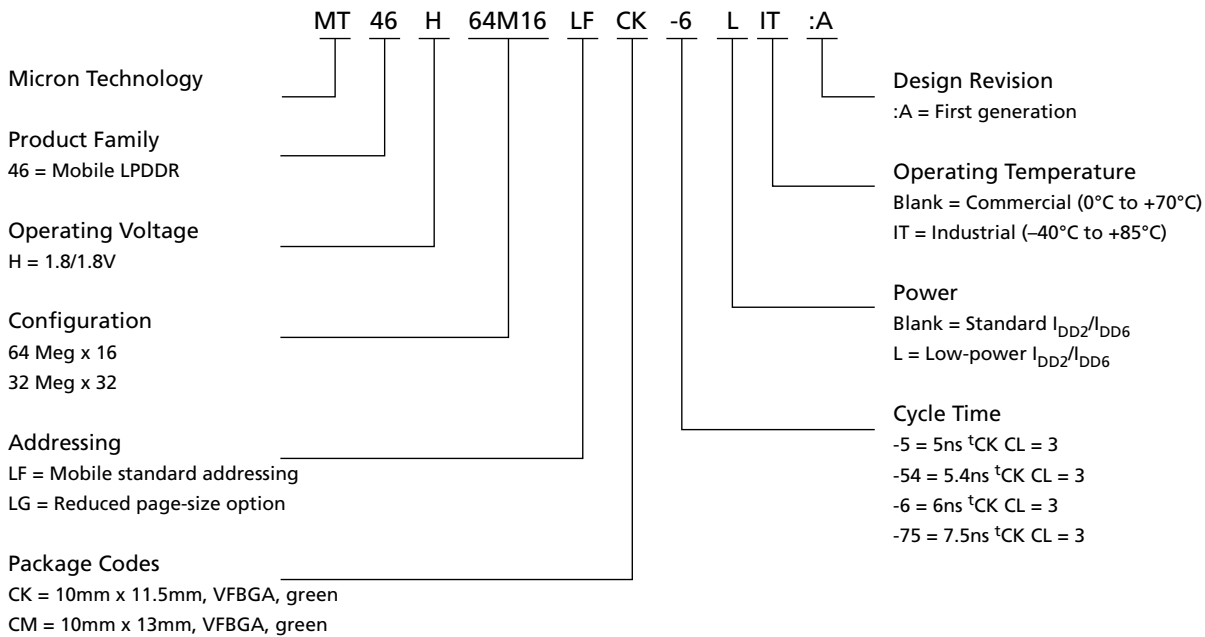 MT 46 H 64M16 LF CK -6 L IT :A
Micron Technology
Product Family
46 = Mobile LPDDR
Operating Voltage
H = 1.8/1.8V
Configuration
64 Meg x 16
32 Meg x 32
Addressing
LF = Mobile standard addressing
LG = Reduced page-size option
Package Codes
CK = 10mm x 11.5mm, VFBGA, green
CM = 10mm x 13mm, VFBGA, green
Design Revision
:A = First generation
Operating Temperature
Blank = Commercial (0°C to +70°C)
IT = Industrial (–40°C to +85°C)
Power
Blank = Standard IDD2/IDD6
L = Low-power IDD2/IDD6
Cycle Time
-5 = 5ns tCK CL = 3
-54 = 5.4ns tCK CL = 3
-6 = 6ns tCK CL = 3
-75 = 7.5ns tCK CL = 3